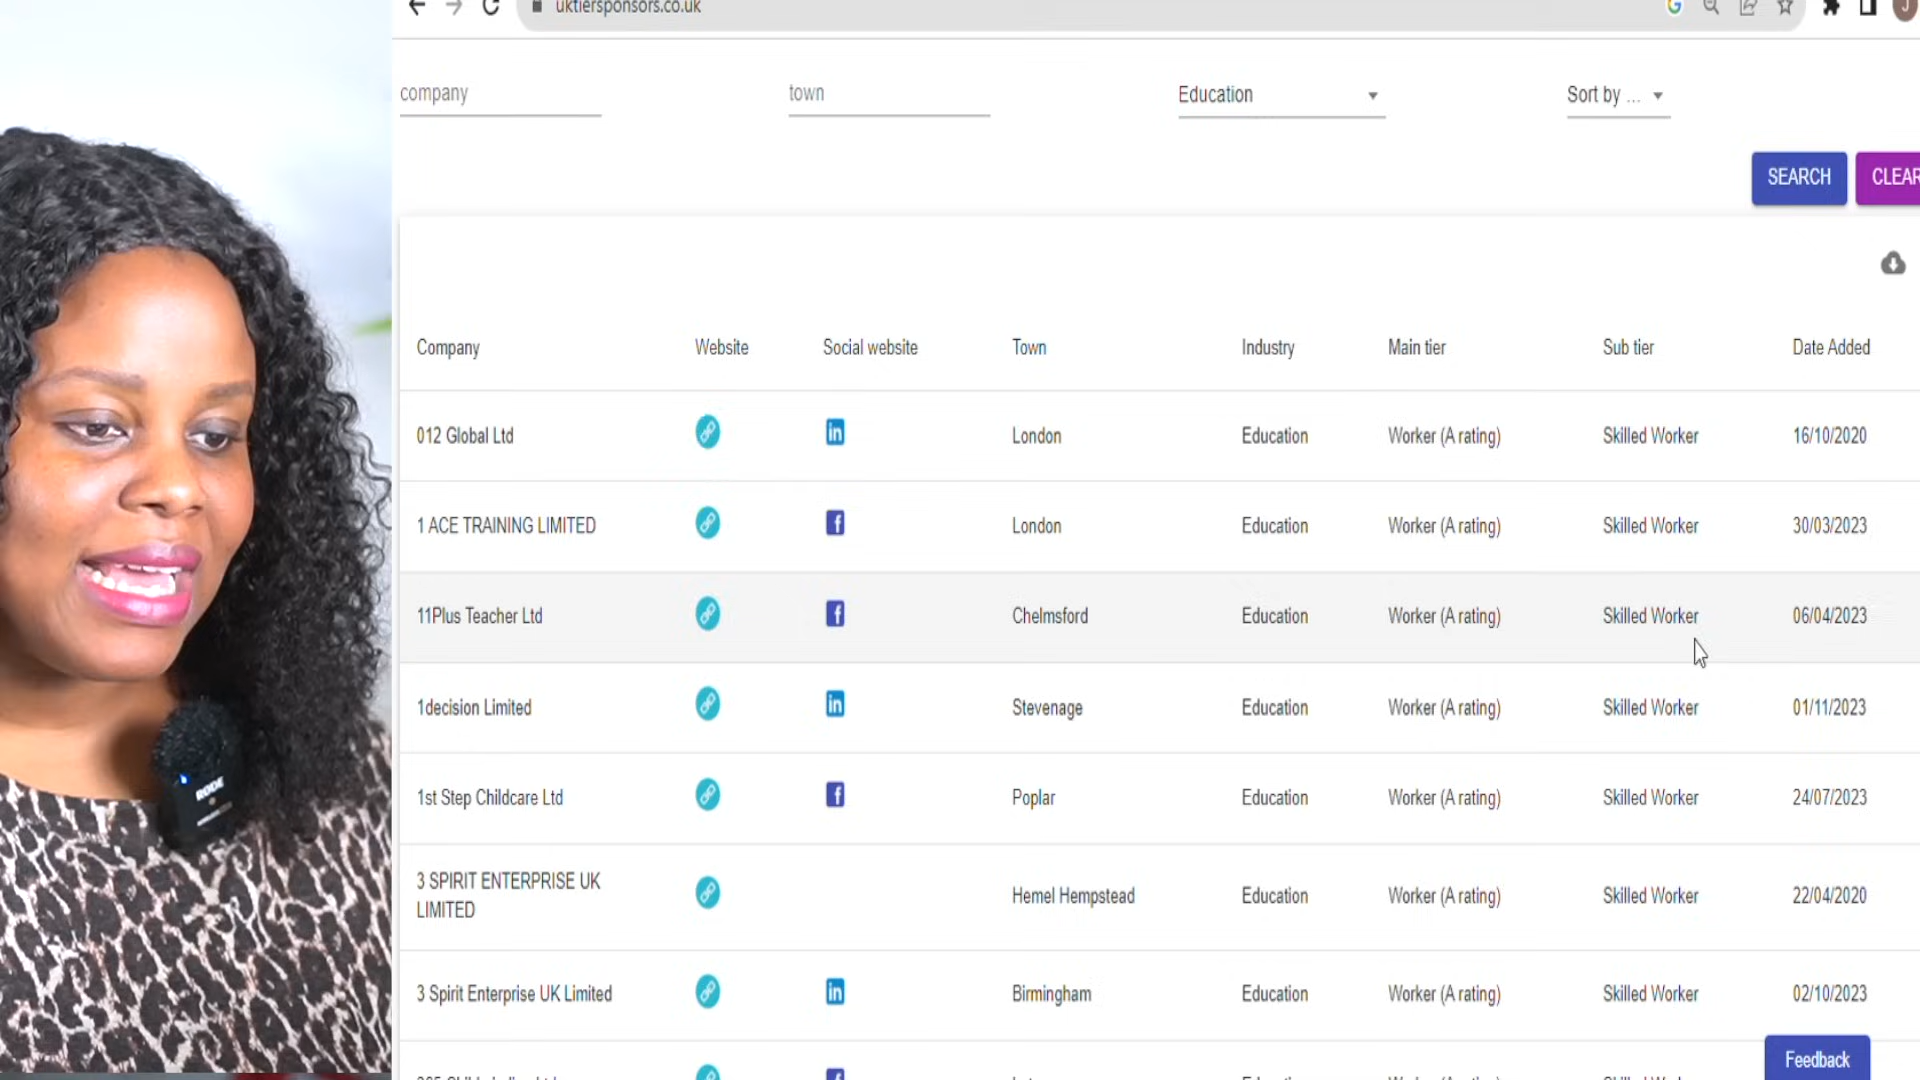 uktiersponsors.co.uk
J
company town Education Sort by ...
SEARCH CLEAR
Company Website Social website Town Industry Main tier Sub tier Date Added
012 Global Ltd in London Education Worker (A rating) Skilled Worker 16/10/2020
1 ACE TRAINING LIMITED f London Education Worker (A rating) Skilled Worker 30/03/2023
11Plus Teacher Ltd f Chelmsford Education Worker (A rating) Skilled Worker 06/04/2023
1decision Limited in Stevenage Education Worker (A rating) Skilled Worker 01/11/2023
1st Step Childcare Ltd f Poplar Education Worker (A rating) Skilled Worker 24/07/2023
3 SPIRIT ENTERPRISE UK
LIMITED Hemel Hempstead Education Worker (A rating) Skilled Worker 22/04/2020
3 Spirit Enterprise UK Limited in Birmingham Education Worker (A rating) Skilled Worker 02/10/2023
Feedback
RODE